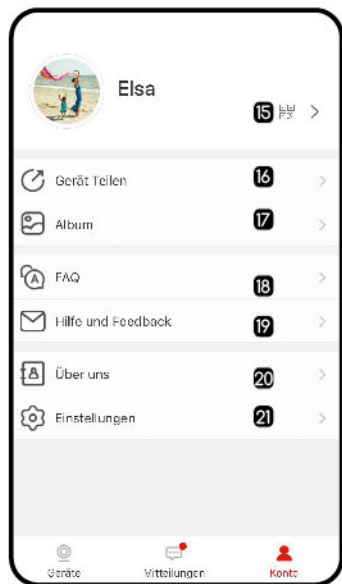 Elsa
15
Gerät Teilen 16
Album 17
FAQ 18
Hilfe und Feedback 19
Über uns 20
Einstellungen 21
Geräte Mitteilungen Konto